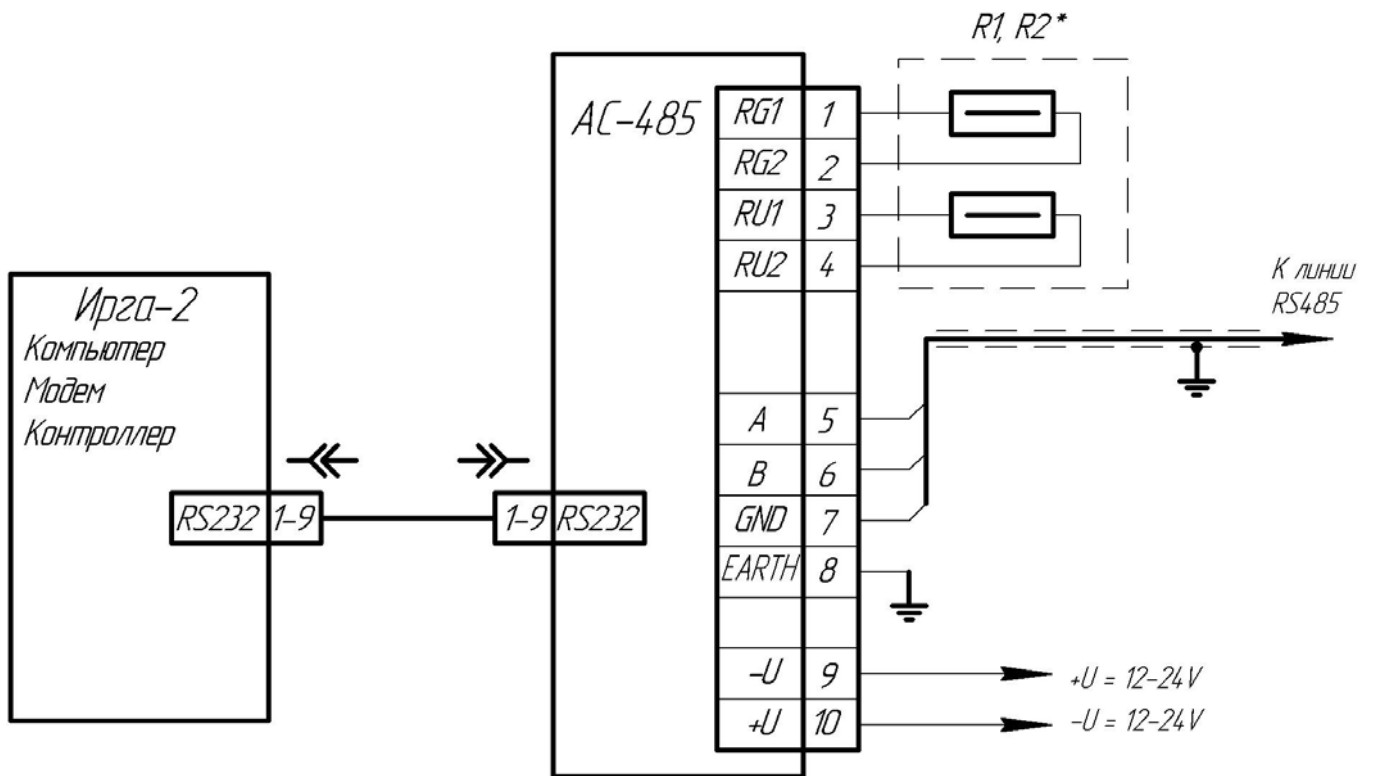 R1, R2*
АС-485
RG1 1
RG2 2
RU1 3
RU2 4
К линии
RS485
Ирга-2
Компьютер
Модем
Контроллер
A 5
B 6
RS232 1-9
1-9 RS232
GND 7
EARTH 8
-U 9
+U = 12-24V
+U 10
-U = 12-24V